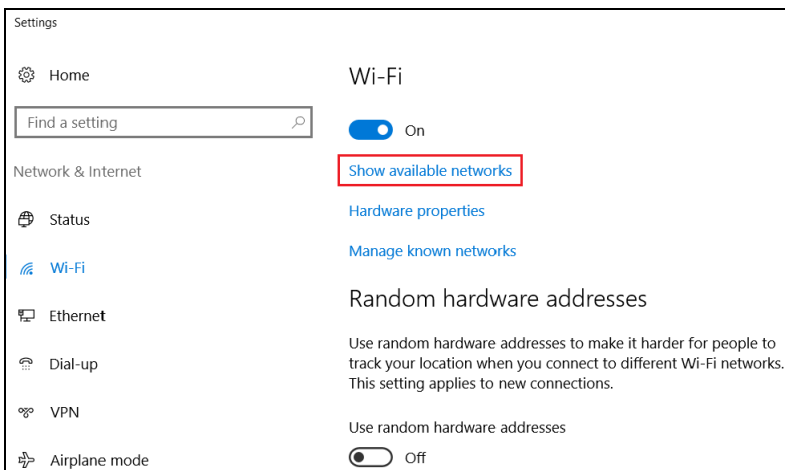 Settings
Home
Find a setting
Network & Internet
Status
Wi-Fi
Ethernet
Dial-up
VPN
Airplane mode
Wi-Fi
On
Show available networks
Hardware properties
Manage known networks
Random hardware addresses
Use random hardware addresses to make it harder for people to
track your location when you connect to different Wi-Fi networks.
This setting applies to new connections.
Use random hardware addresses
Off